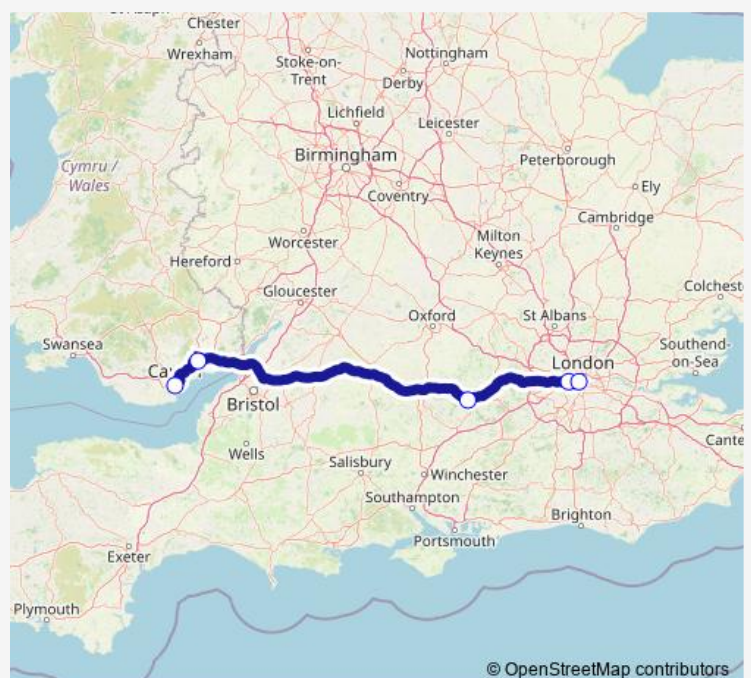 Chester
Wrexham
Stoke-on-
Trent
Nottingham
Derby
Lichfield
Leicester
Birmingham
Peterborough
Cymru /
Wales
Coventry
Ely
Cambridge
Worcester
Milton
Keynes
Hereford
Gloucester
Colchest
Oxford
St Albans
Swansea
Southend-
on-Sea
London
Bristol
Cante
Wells
Salisbury
Winchester
Southampton
Brighton
Portsmouth
Exeter
Plymouth
© OpenStreetMap contributors